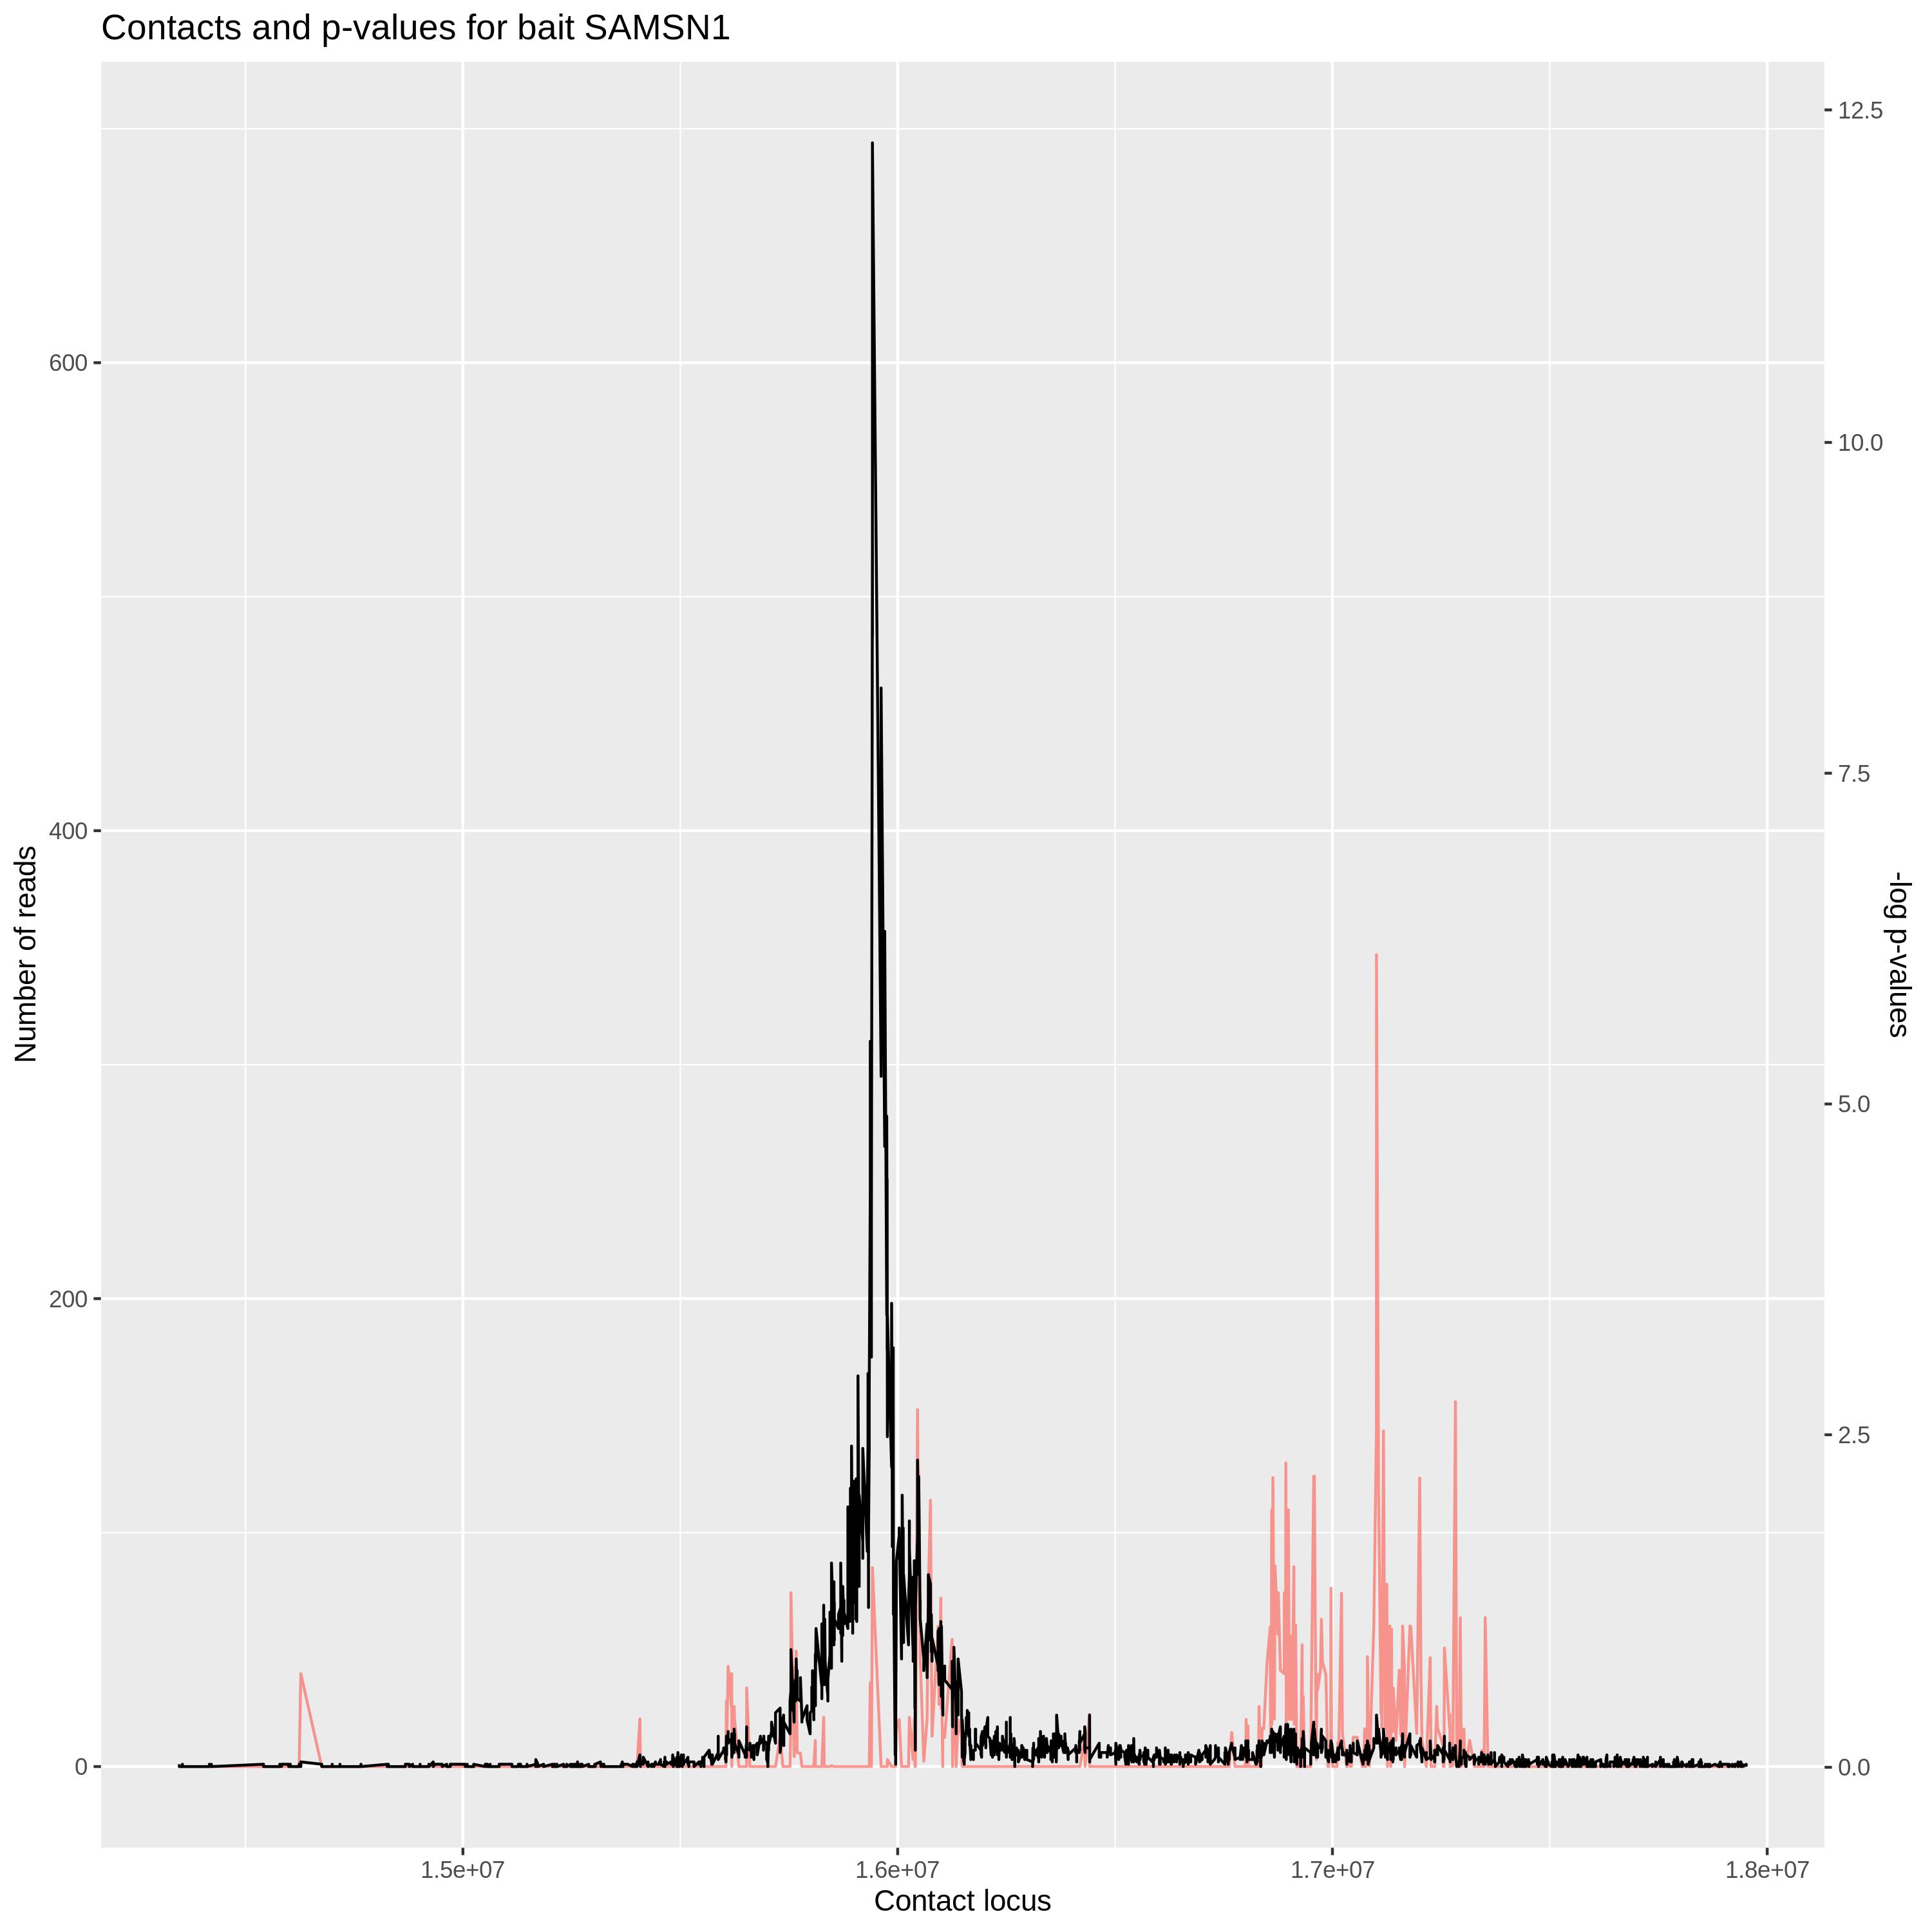 Contacts and p-values for bait SAMSN1
Number of reads
600
400
200
0
12.5
10.0
7.5
5.0
2.5
0.0
-log p-values
1.5e+07
1.6e+07
1.7e+07
1.8e+07
Contact locus